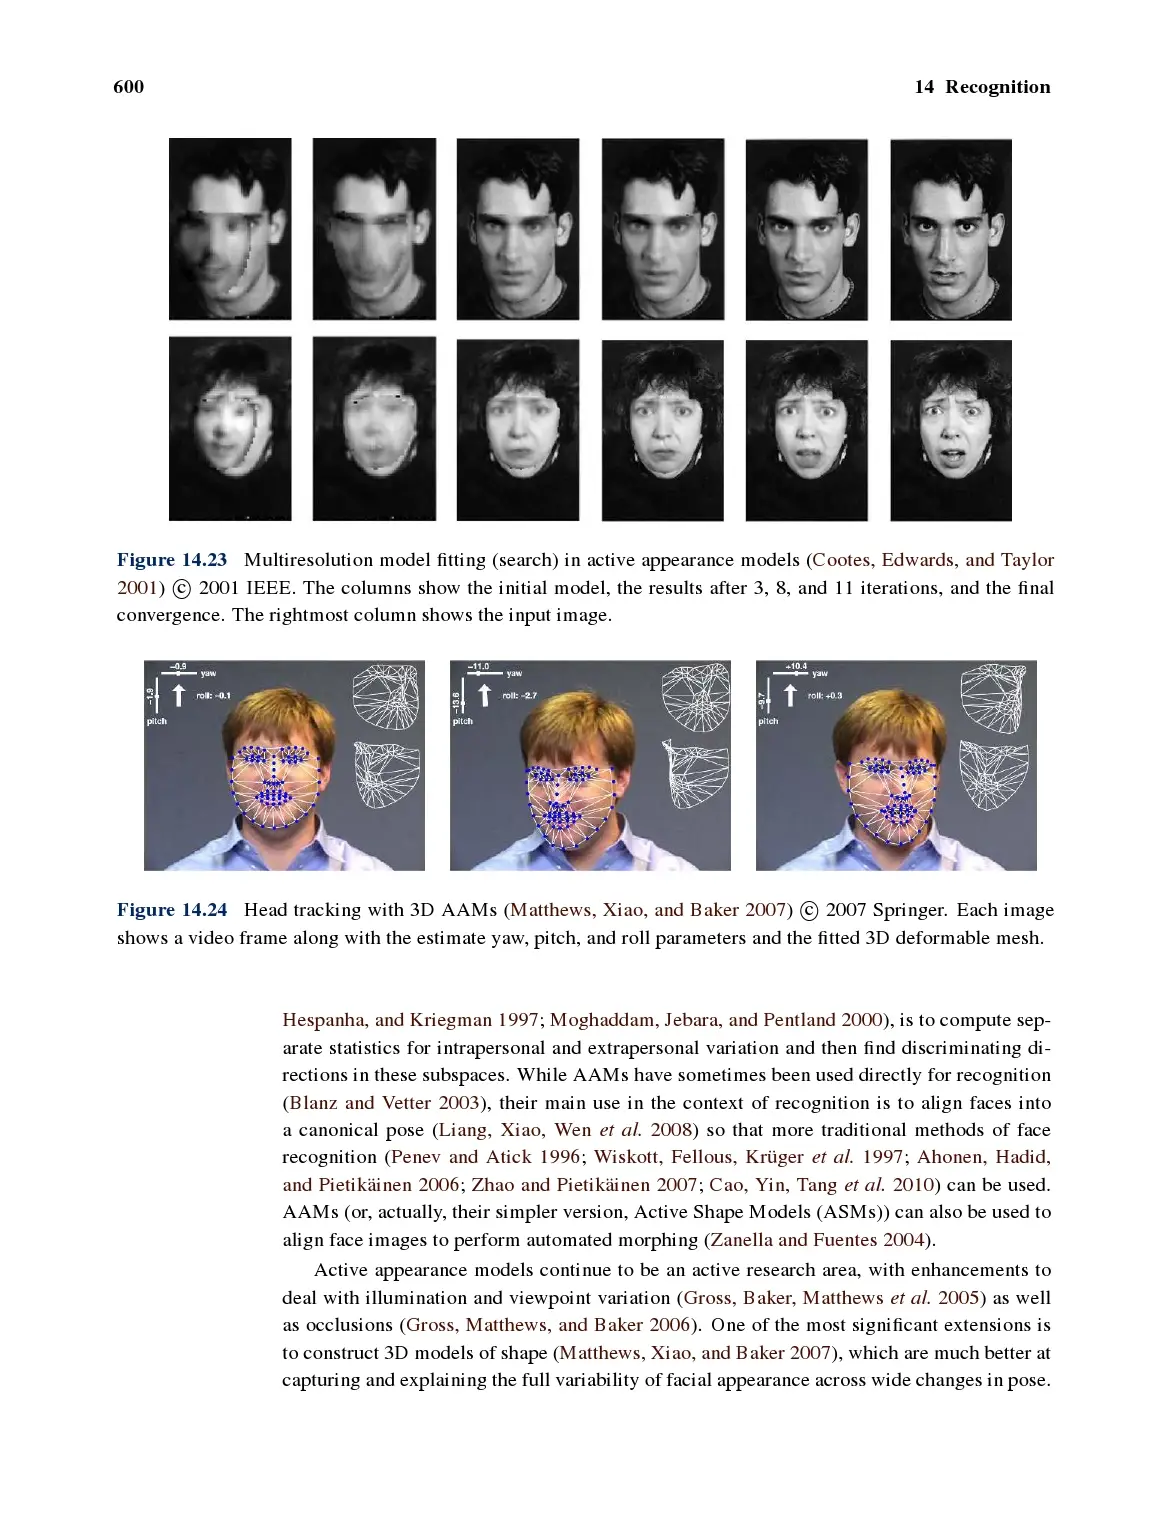 600
14 Recognition
Figure 14.23 Multiresolution model fitting (search) in active appearance models (Cootes, Edwards, and Taylor
2001) © 2001 IEEE. The columns show the initial model, the results after 3, 8, and 11 iterations, and the final
convergence. The rightmost column shows the input image.
−0.9
yaw
−1.9
roll: −0.1
pitch
−11.0
yaw
−13.6
roll: −2.7
pitch
+10.4
yaw
−9.7
roll: +0.3
pitch
Figure 14.24 Head tracking with 3D AAMs (Matthews, Xiao, and Baker 2007) © 2007 Springer. Each image
shows a video frame along with the estimate yaw, pitch, and roll parameters and the fitted 3D deformable mesh.
Hespanha, and Kriegman 1997; Moghaddam, Jebara, and Pentland 2000), is to compute sep-
arate statistics for intrapersonal and extrapersonal variation and then find discriminating di-
rections in these subspaces. While AAMs have sometimes been used directly for recognition
(Blanz and Vetter 2003), their main use in the context of recognition is to align faces into
a canonical pose (Liang, Xiao, Wen et al. 2008) so that more traditional methods of face
recognition (Penev and Atick 1996; Wiskott, Fellous, Krüger et al. 1997; Ahonen, Hadid,
and Pietikäinen 2006; Zhao and Pietikäinen 2007; Cao, Yin, Tang et al. 2010) can be used.
AAMs (or, actually, their simpler version, Active Shape Models (ASMs)) can also be used to
align face images to perform automated morphing (Zanella and Fuentes 2004).
Active appearance models continue to be an active research area, with enhancements to
deal with illumination and viewpoint variation (Gross, Baker, Matthews et al. 2005) as well
as occlusions (Gross, Matthews, and Baker 2006). One of the most significant extensions is
to construct 3D models of shape (Matthews, Xiao, and Baker 2007), which are much better at
capturing and explaining the full variability of facial appearance across wide changes in pose.